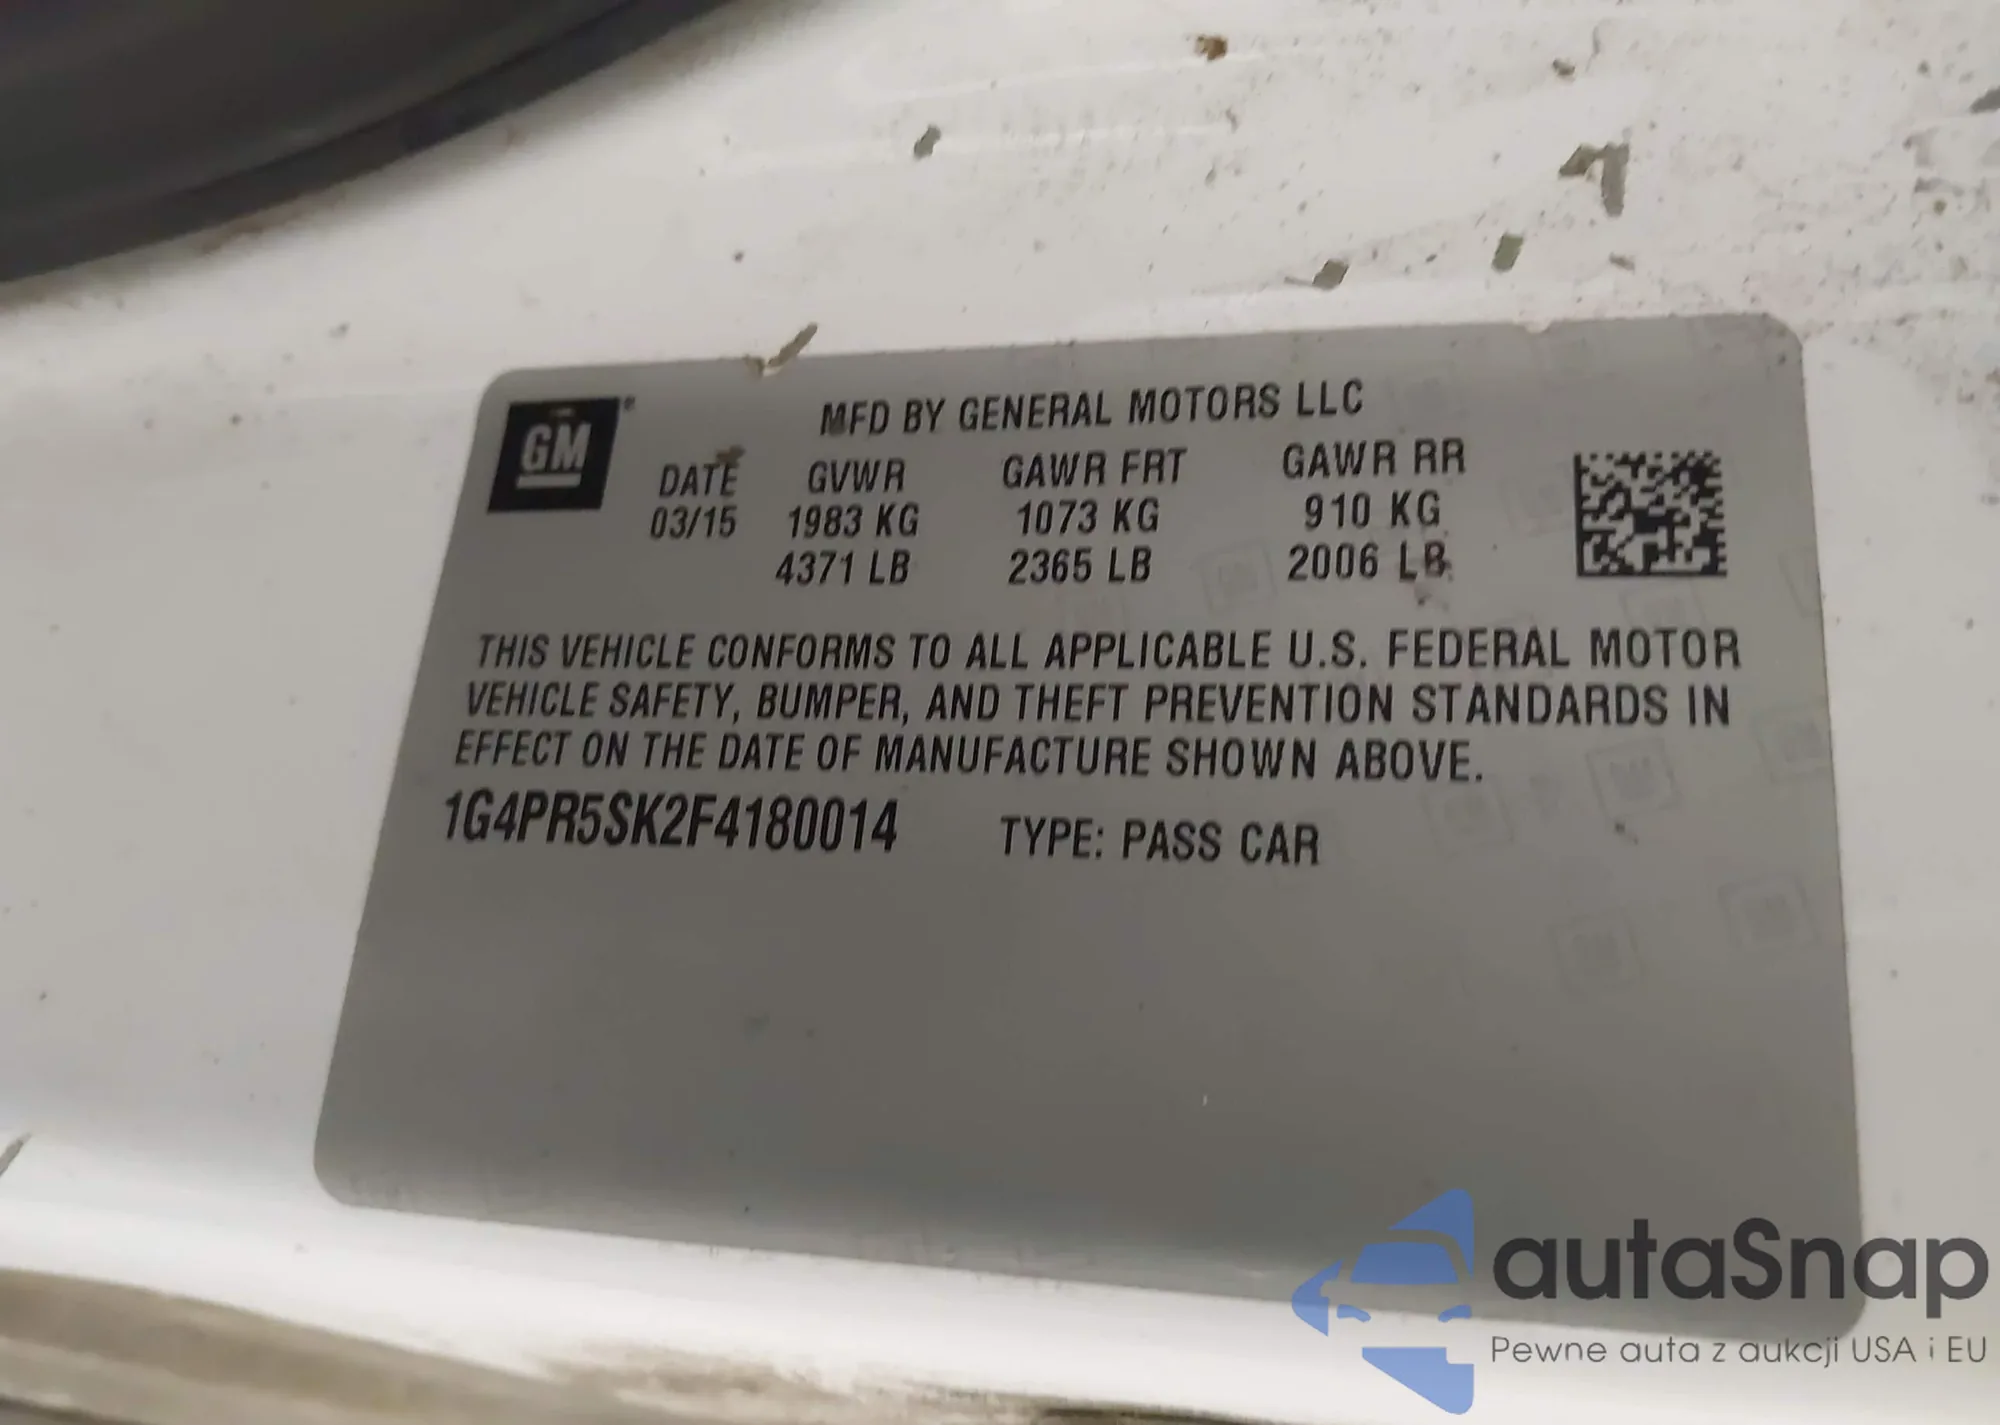 GM®
MFD BY GENERAL MOTORS LLC
DATE GVWR GAWR FRT GAWR RR
03/15 1983 KG 1073 KG 910 KG
4371 LB 2365 LB 2006 LB
THIS VEHICLE CONFORMS TO ALL APPLICABLE U.S. FEDERAL MOTOR
VEHICLE SAFETY, BUMPER, AND THEFT PREVENTION STANDARDS IN
EFFECT ON THE DATE OF MANUFACTURE SHOWN ABOVE.
1G4PR5SK2F4180014 TYPE: PASS CAR
autaSnap
Pewne auta z aukcji USA i EU